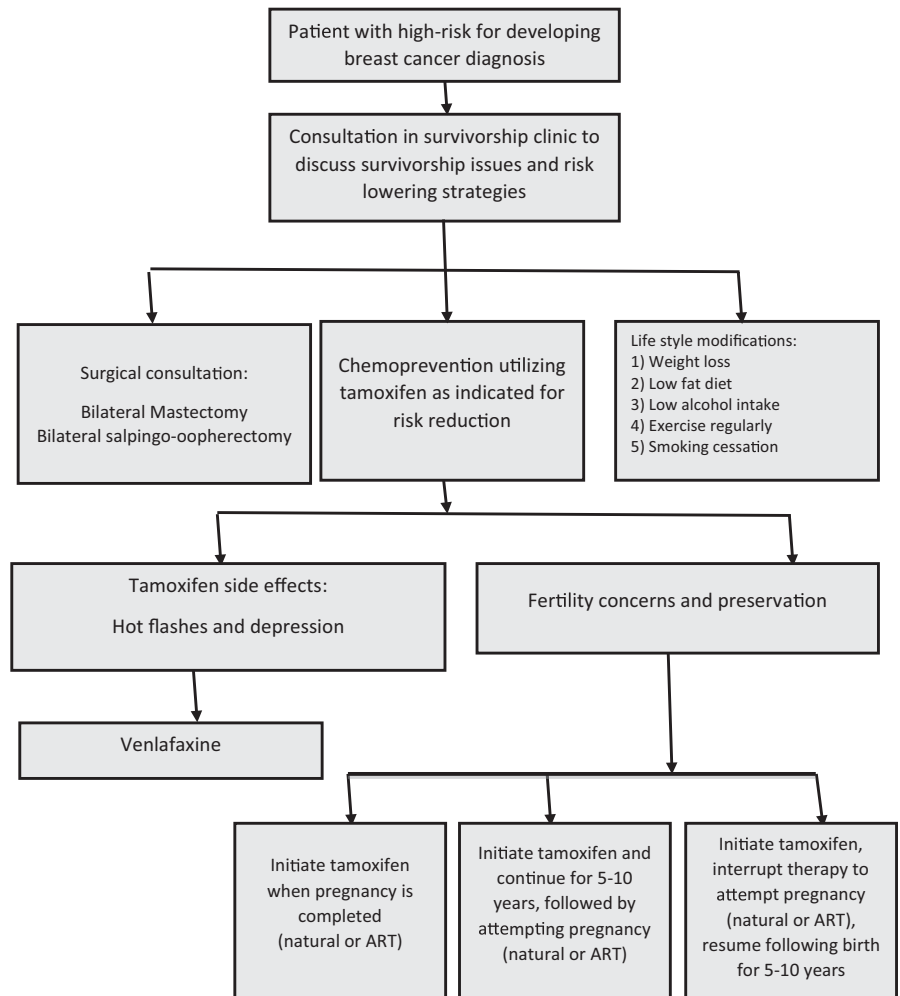 Patient with high-risk for developing
breast cancer diagnosis
Consultation in survivorship clinic to
discuss survivorship issues and risk
lowering strategies
Surgical consultation:
Bilateral Mastectomy
Bilateral salpingo-oopherectomy
Chemoprevention utilizing
tamoxifen as indicated for
risk reduction
Life style modifications:
1) Weight loss
2) Low fat diet
3) Low alcohol intake
4) Exercise regularly
5) Smoking cessation
Tamoxifen side effects:
Hot flashes and depression
Fertility concerns and preservation
Venlafaxine
Initiate tamoxifen
when pregnancy is
completed
(natural or ART)
Initiate tamoxifen and
continue for 5-10
years, followed by
attempting pregnancy
(natural or ART)
Initiate tamoxifen,
interrupt therapy to
attempt pregnancy
(natural or ART),
resume following birth
for 5-10 years